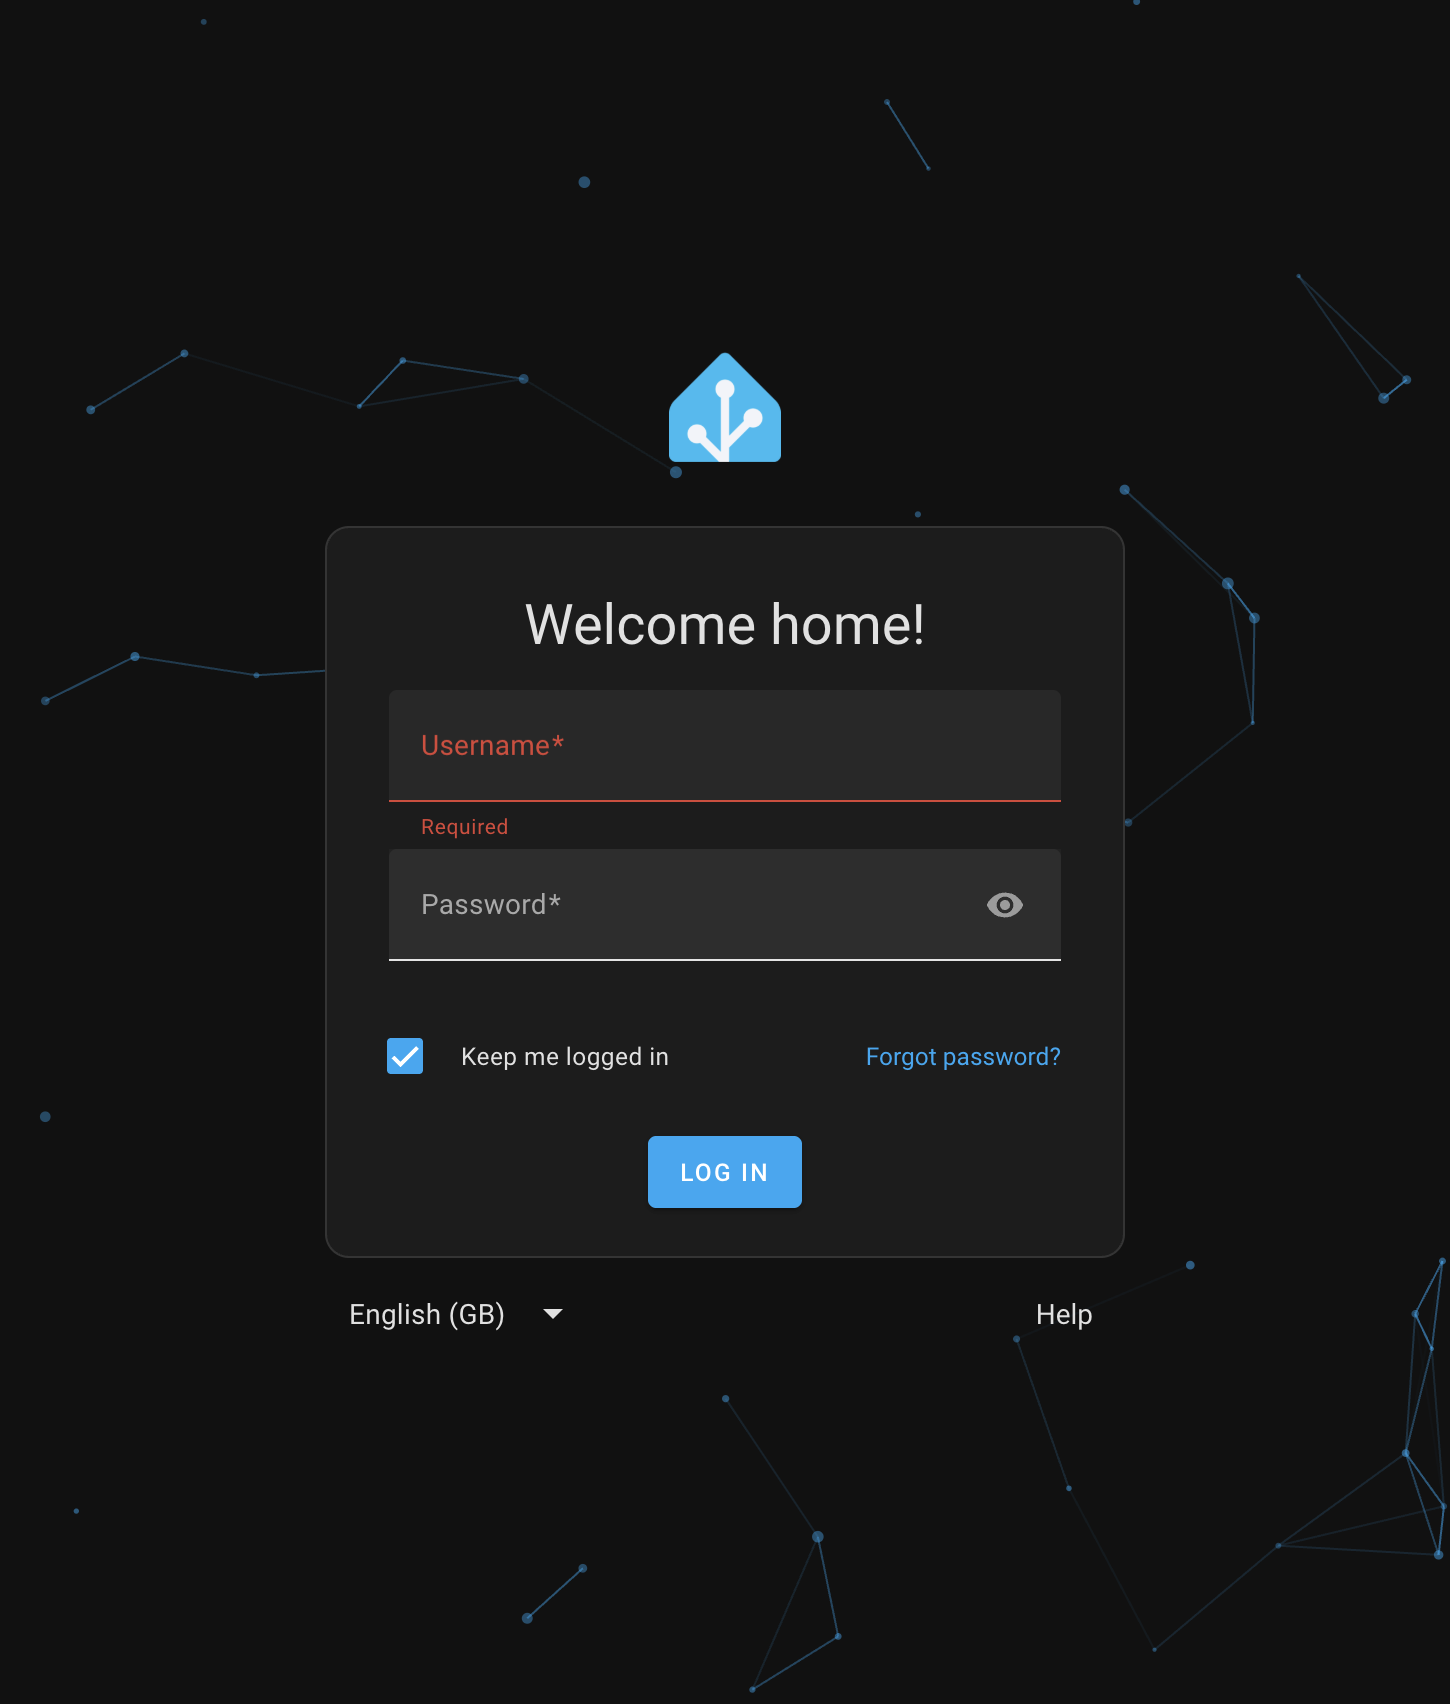 Welcome home!
Username*
Required
Password*
Keep me logged in
Forgot password?
LOG IN
English (GB)
Help